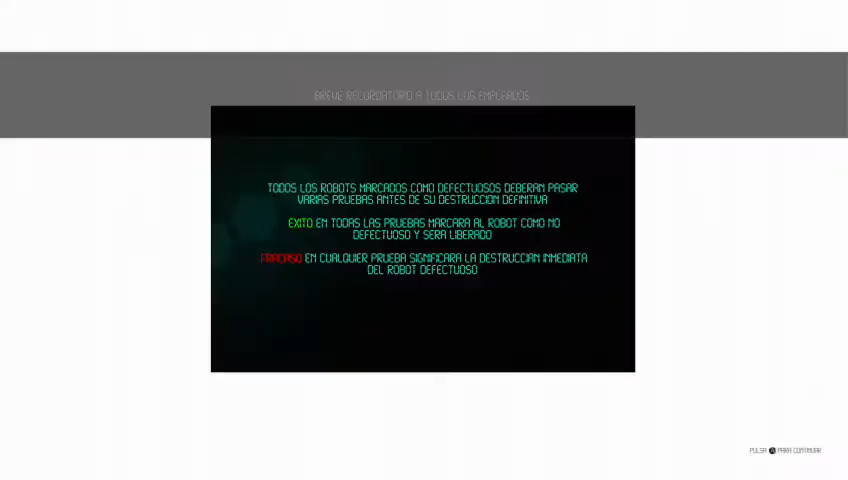 BREVE RECORDATORIO A TODOS LOS EMPLEADOS
TODOS LOS ROBOTS MARCADOS COMO DEFECTUOSOS DEBERAN PASAR
VARIAS PRUEBAS ANTES DE SU DESTRUCCION DEFINITIVA
EXITO EN TODAS LAS PRUEBAS MARCARA AL ROBOT COMO NO
DEFECTUOSO Y SERA LIBERADO
FRACASO EN CUALQUIER PRUEBA SIGNIFICARA LA DESTRUCCIAN INMEDIATA
DEL ROBOT DEFECTUOSO
PULSA A PARA CONTINUAR